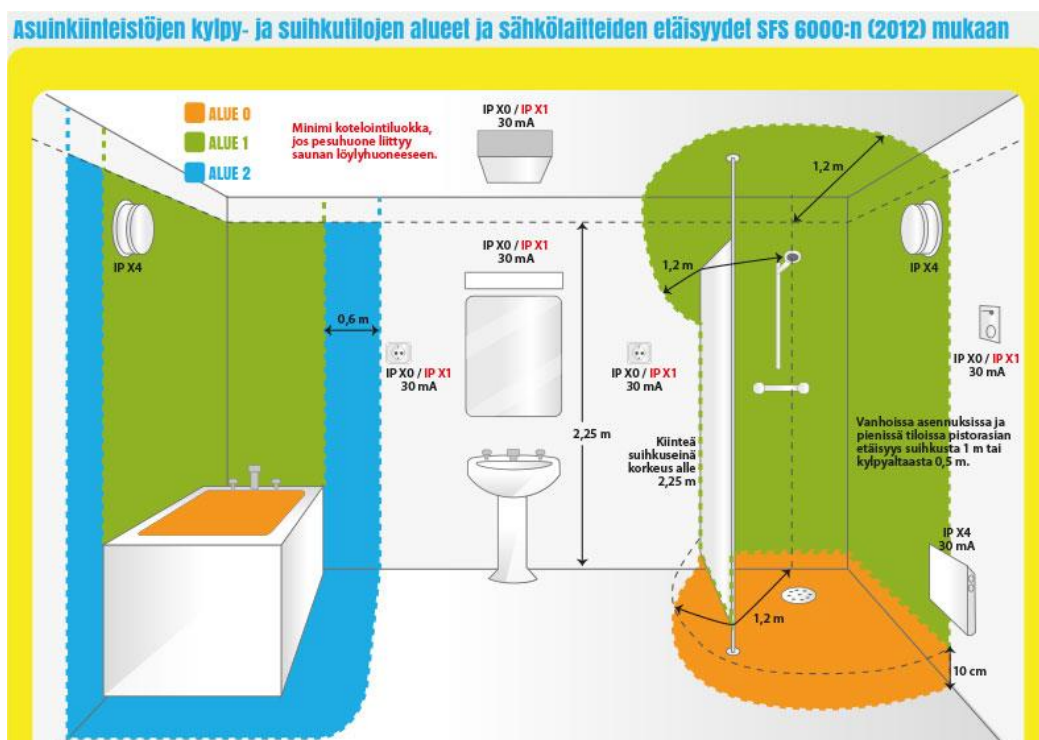 Asuinkiinteistöjen kylpy- ja suihkutilojen alueet ja sähkölaitteiden etäisyydet SFS 6000:n (2012) mukaan
ALUE 0
ALUE 1
ALUE 2
Minimi kotelointiluokka,
jos pesuhuone liittyy
saunan löylyhuoneeseen.
IP X0 / IP X1
30 mA
1,2 m
IP X4
IP X0 / IP X1
30 mA
1,2 m
IP X4
0,6 m
IP X0 / IP X1
30 mA
IP X0 / IP X1
30 mA
IP X0 / IP X1
30 mA
2,25 m
Kiinteä
suihkuseinä
korkeus alle
2,25 m
Vanhoissa asennuksissa ja
pienissä tiloissa pistorasian
etäisyys suihkusta 1 m tai
kylpyaltaasta 0,5 m.
IP X4
30 mA
1,2 m
10 cm